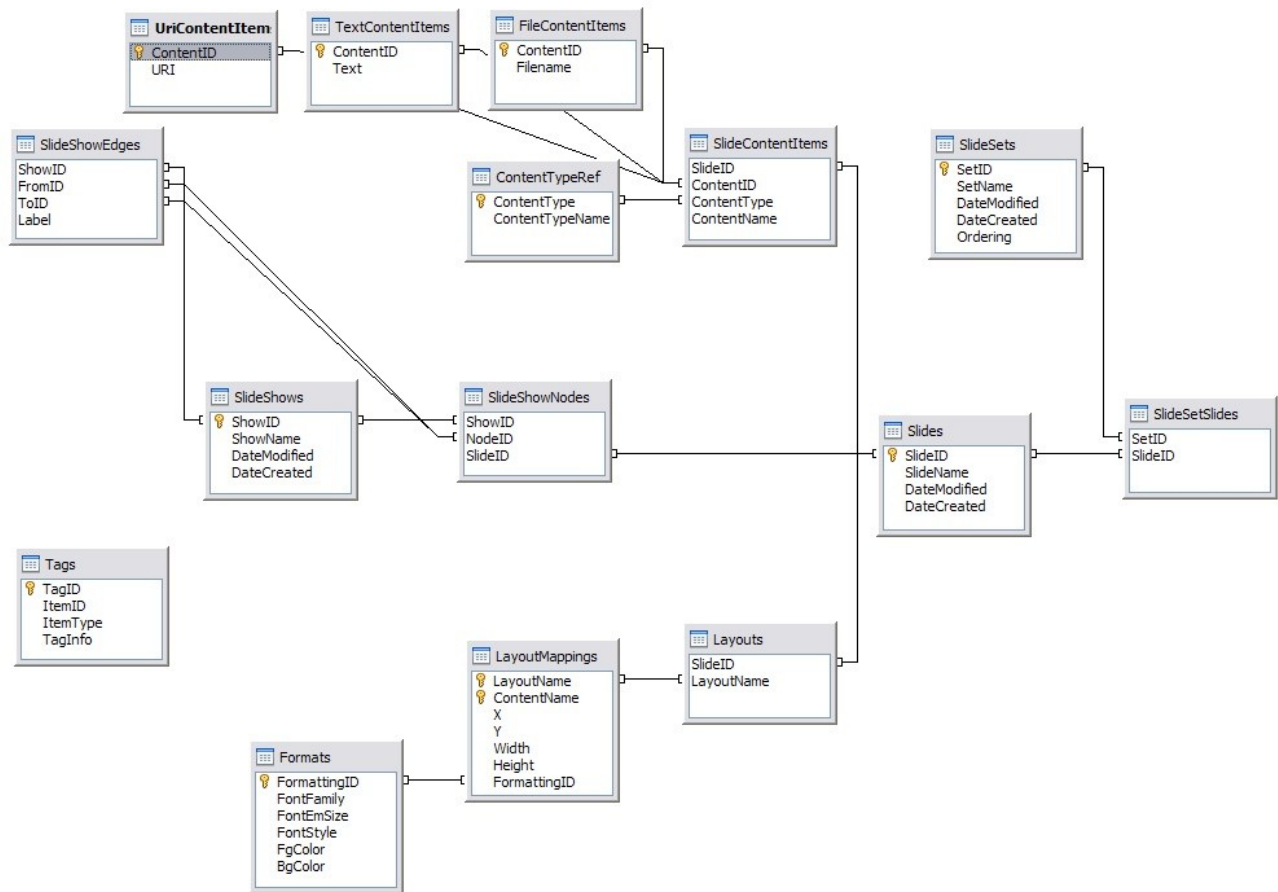 UriContentItem
ContentID
URI
TextContentItems
ContentID
Text
FileContentItems
ContentID
Filename
SlideShowEdges
ShowID
FromID
ToID
Label
ContentTypeRef
ContentType
ContentTypeName
SlideContentItems
SlideID
ContentID
ContentType
ContentName
SlideSets
SetID
SetName
DateModified
DateCreated
Ordering
SlideShows
ShowID
ShowName
DateModified
DateCreated
SlideShowNodes
ShowID
NodeID
SlideID
Slides
SlideID
SlideName
DateModified
DateCreated
SlideSetSlides
SetID
SlideID
Tags
TagID
ItemID
ItemType
TagInfo
LayoutMappings
LayoutName
ContentName
X
Y
Width
Height
FormattingID
Layouts
SlideID
LayoutName
Formats
FormattingID
FontFamily
FontEmSize
FontStyle
FgColor
BgColor